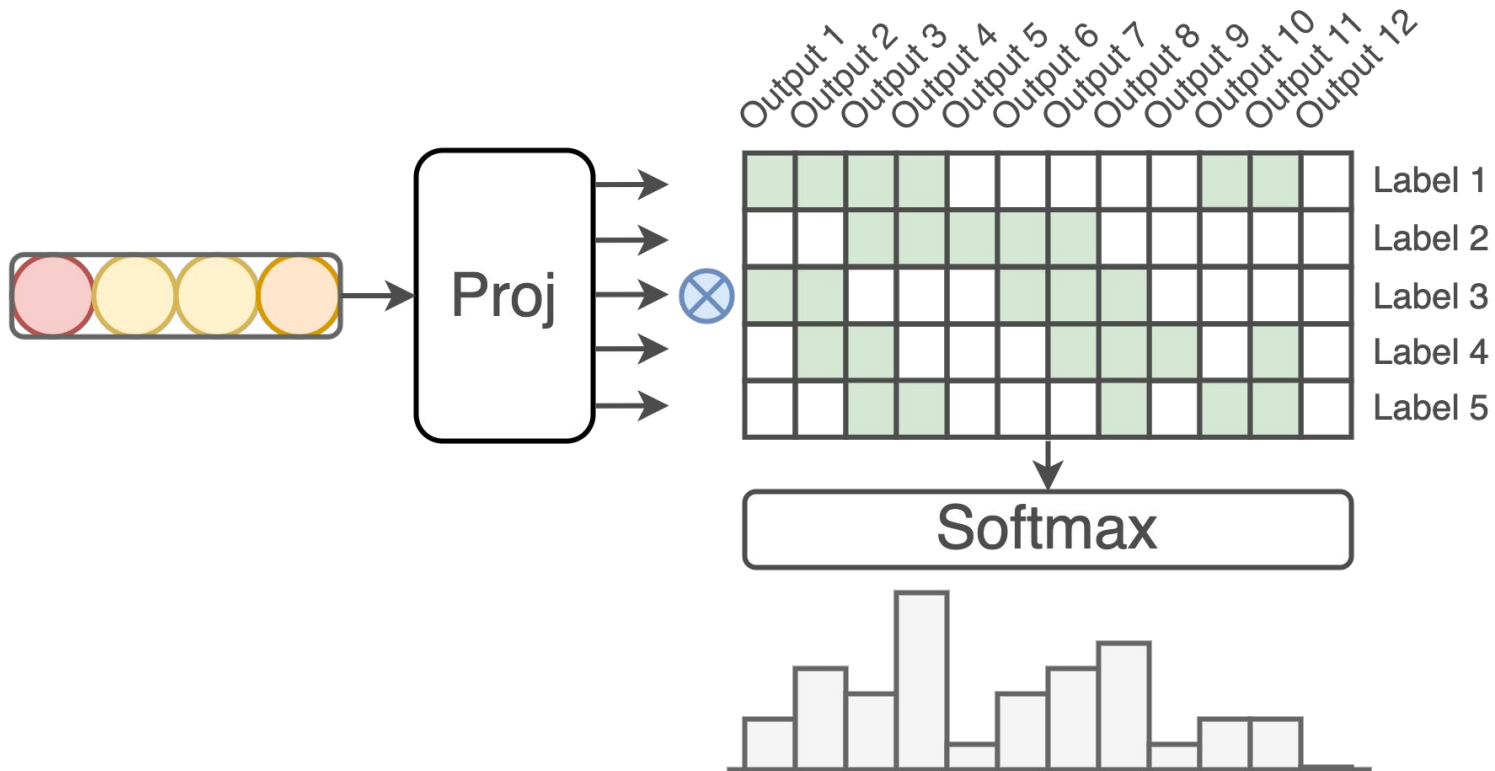 Output 1
Output 2
Output 3
Output 4
Output 5
Output 6
Output 7
Output 8
Output 9
Output 10
Output 11
Output 12
Label 1
Label 2
Proj
Label 3
Label 4
Label 5
Softmax